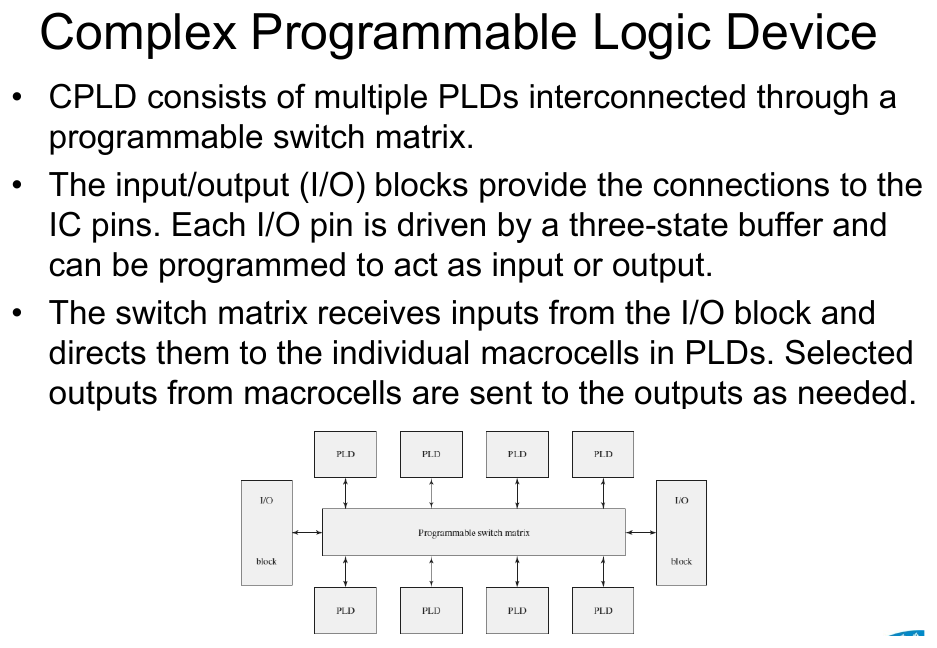 Complex Programmable Logic Device
• CPLD consists of multiple PLDs interconnected through a
programmable switch matrix.
• The input/output (I/O) blocks provide the connections to the
IC pins. Each I/O pin is driven by a three-state buffer and
can be programmed to act as input or output.
• The switch matrix receives inputs from the I/O block and
directs them to the individual macrocells in PLDs. Selected
outputs from macrocells are sent to the outputs as needed.
PLD PLD PLD PLD
I/O I/O
Programmable switch matrix
block block
PLD PLD PLD PLD